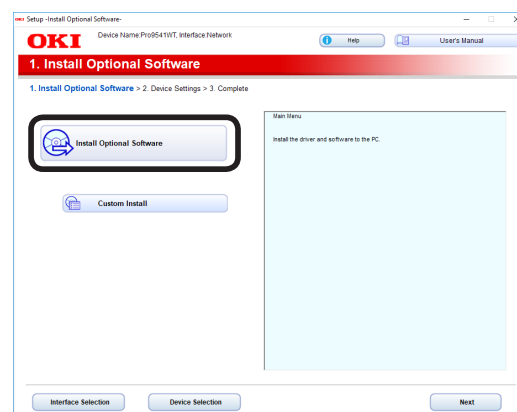 OKI Setup -Install Optional Software-
OKI
Device Name:Pro9541WT, Interface:Network
Help
User's Manual
1. Install Optional Software
1. Install Optional Software > 2. Device Settings > 3. Complete
Install Optional Software
Custom Install
Main Menu
Install the driver and software to the PC.
Interface Selection
Device Selection
Next